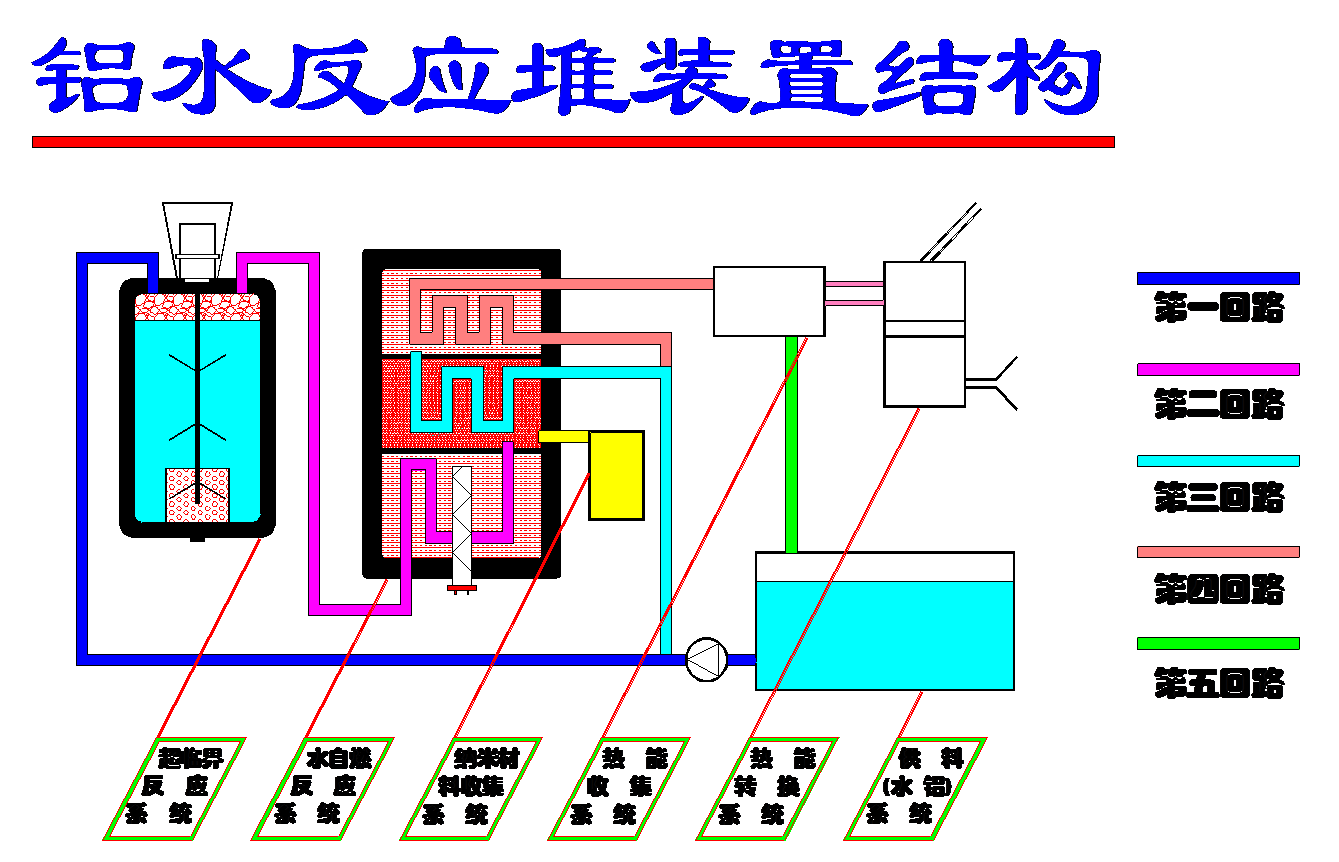 铝水反应堆装置结构
第一回路
第二回路
第三回路
第四回路
第五回路
超临界
反应
系统
水自燃
反应
系统
纳米材
料收集
系统
热能
收集
系统
热能
转换
系统
供料
(水铝)
系统